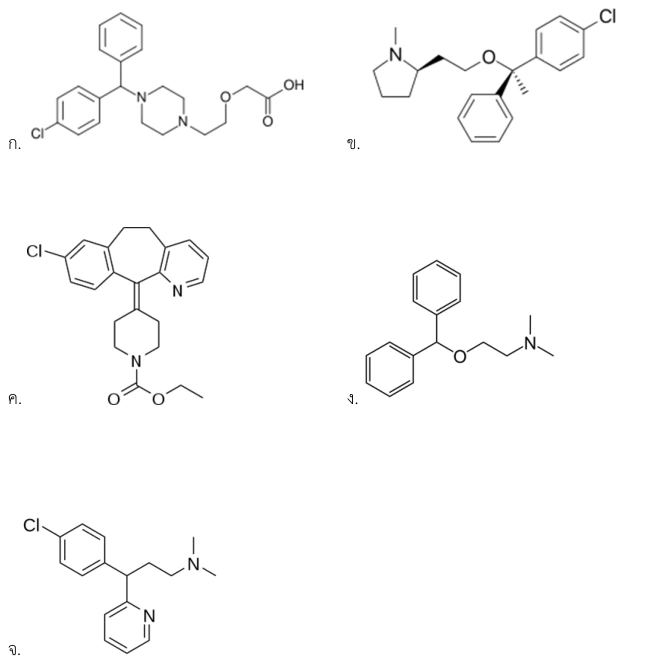 ก. Cl N N O O OH
ข. N O Cl
ค. Cl N N O O
ง. O N
จ. Cl N N